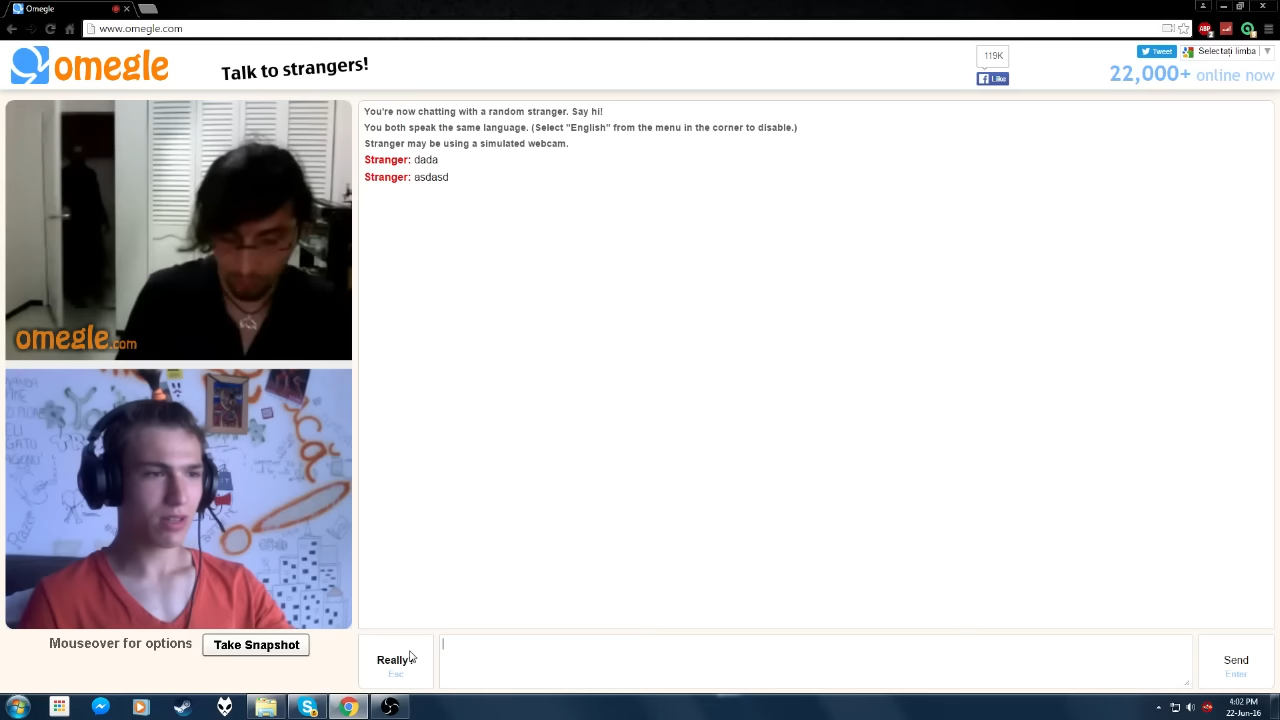 Omegle
www.omegle.com
omegle
Talk to strangers!
119K
Like
Tweet
Selectați limba
22,000+ online now
You're now chatting with a random stranger. Say hi!
You both speak the same language. (Select "English" from the menu in the corner to disable.)
Stranger may be using a simulated webcam.
Stranger: dada
Stranger: asdasd
omegle.com
Mouseover for options
Take Snapshot
Really
Esc
Send
Enter
4:02 PM
22-Jun-16